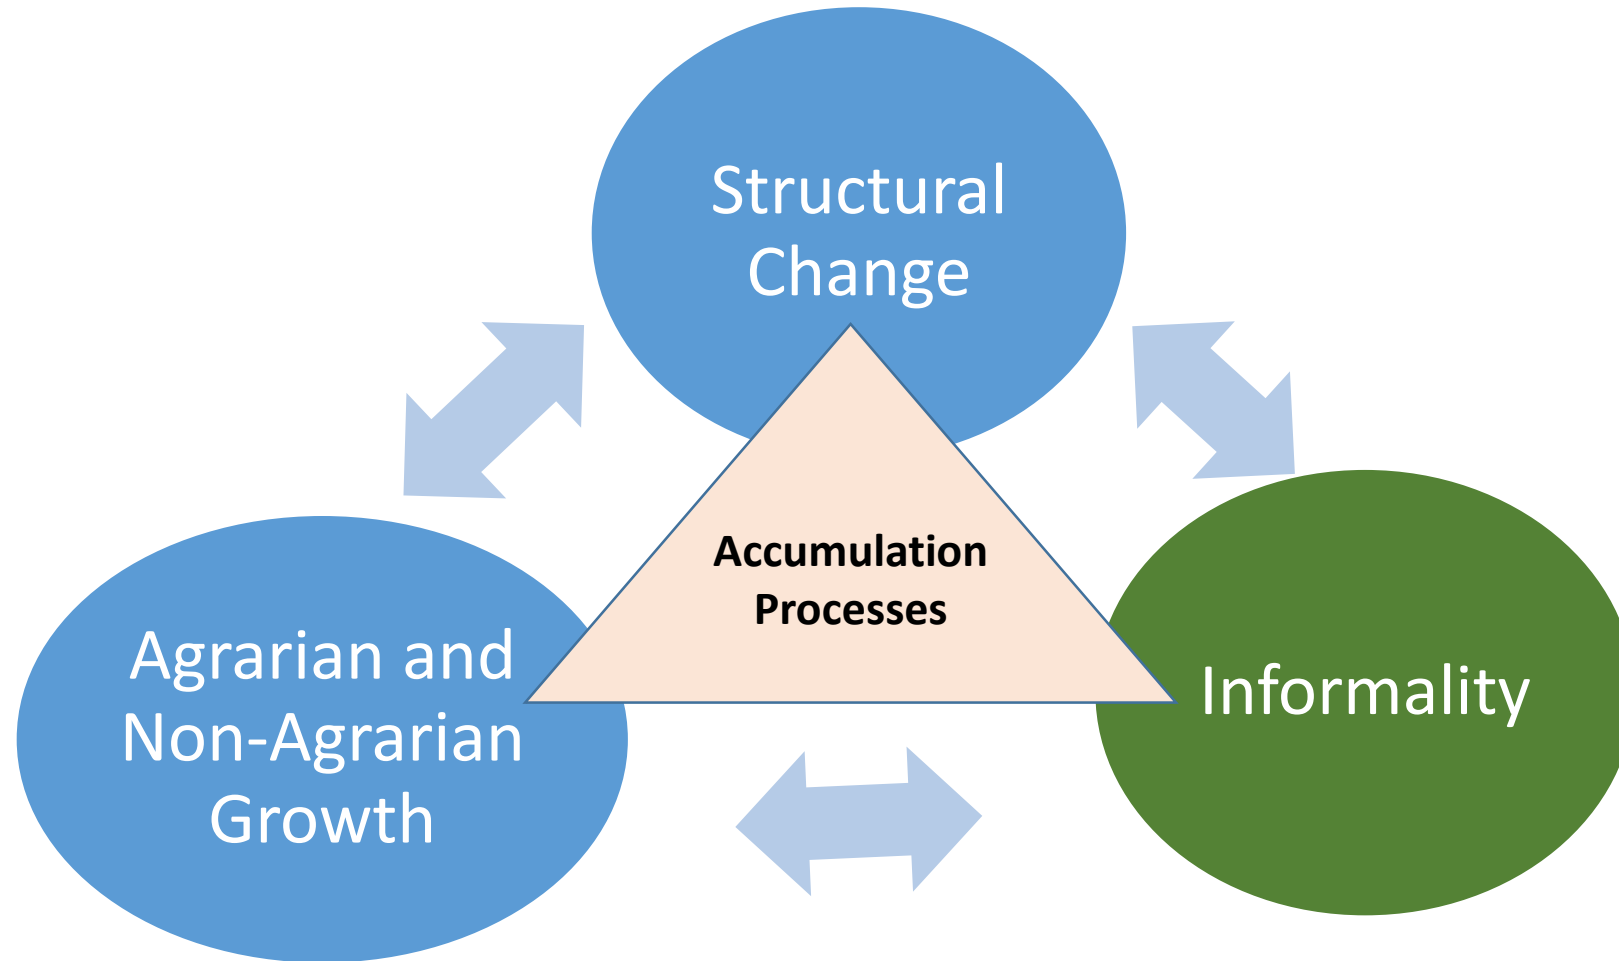 Structural
Change
Accumulation
Processes
Agrarian and
Non-Agrarian
Growth
Informality